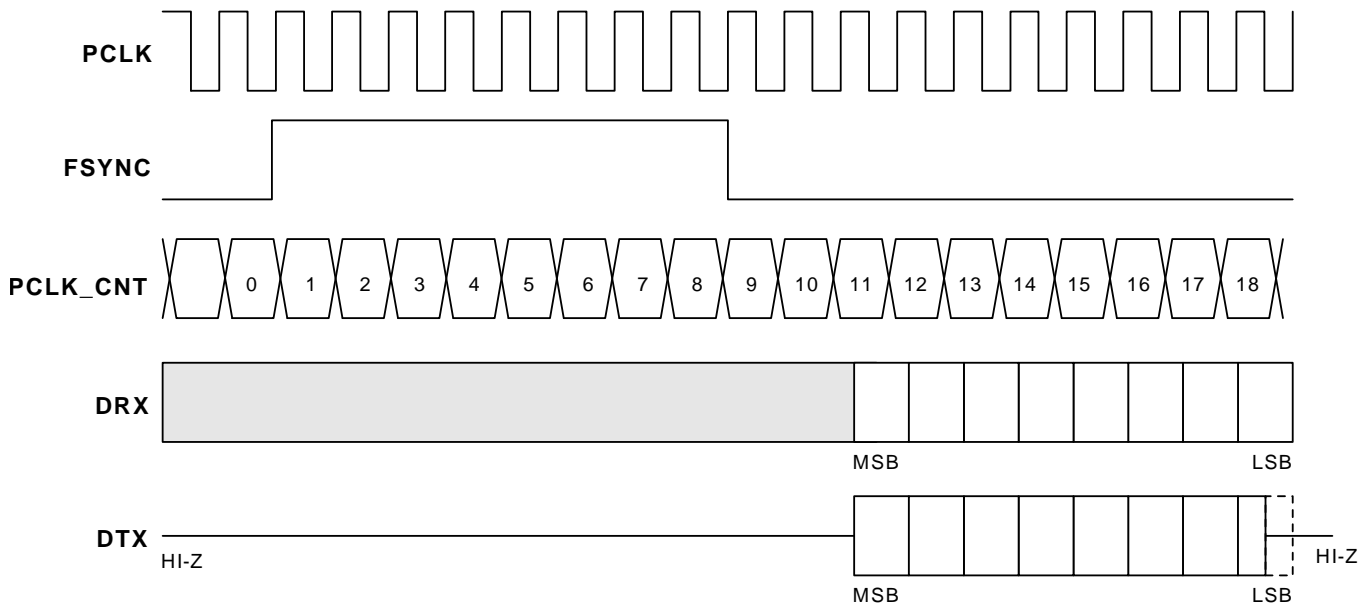 PCLK
FSYNC
PCLK_CNT 0 1 2 3 4 5 6 7 8 9 10 11 12 13 14 15 16 17 18
DRX
MSB LSB
DTX
HI-Z HI-Z
MSB LSB